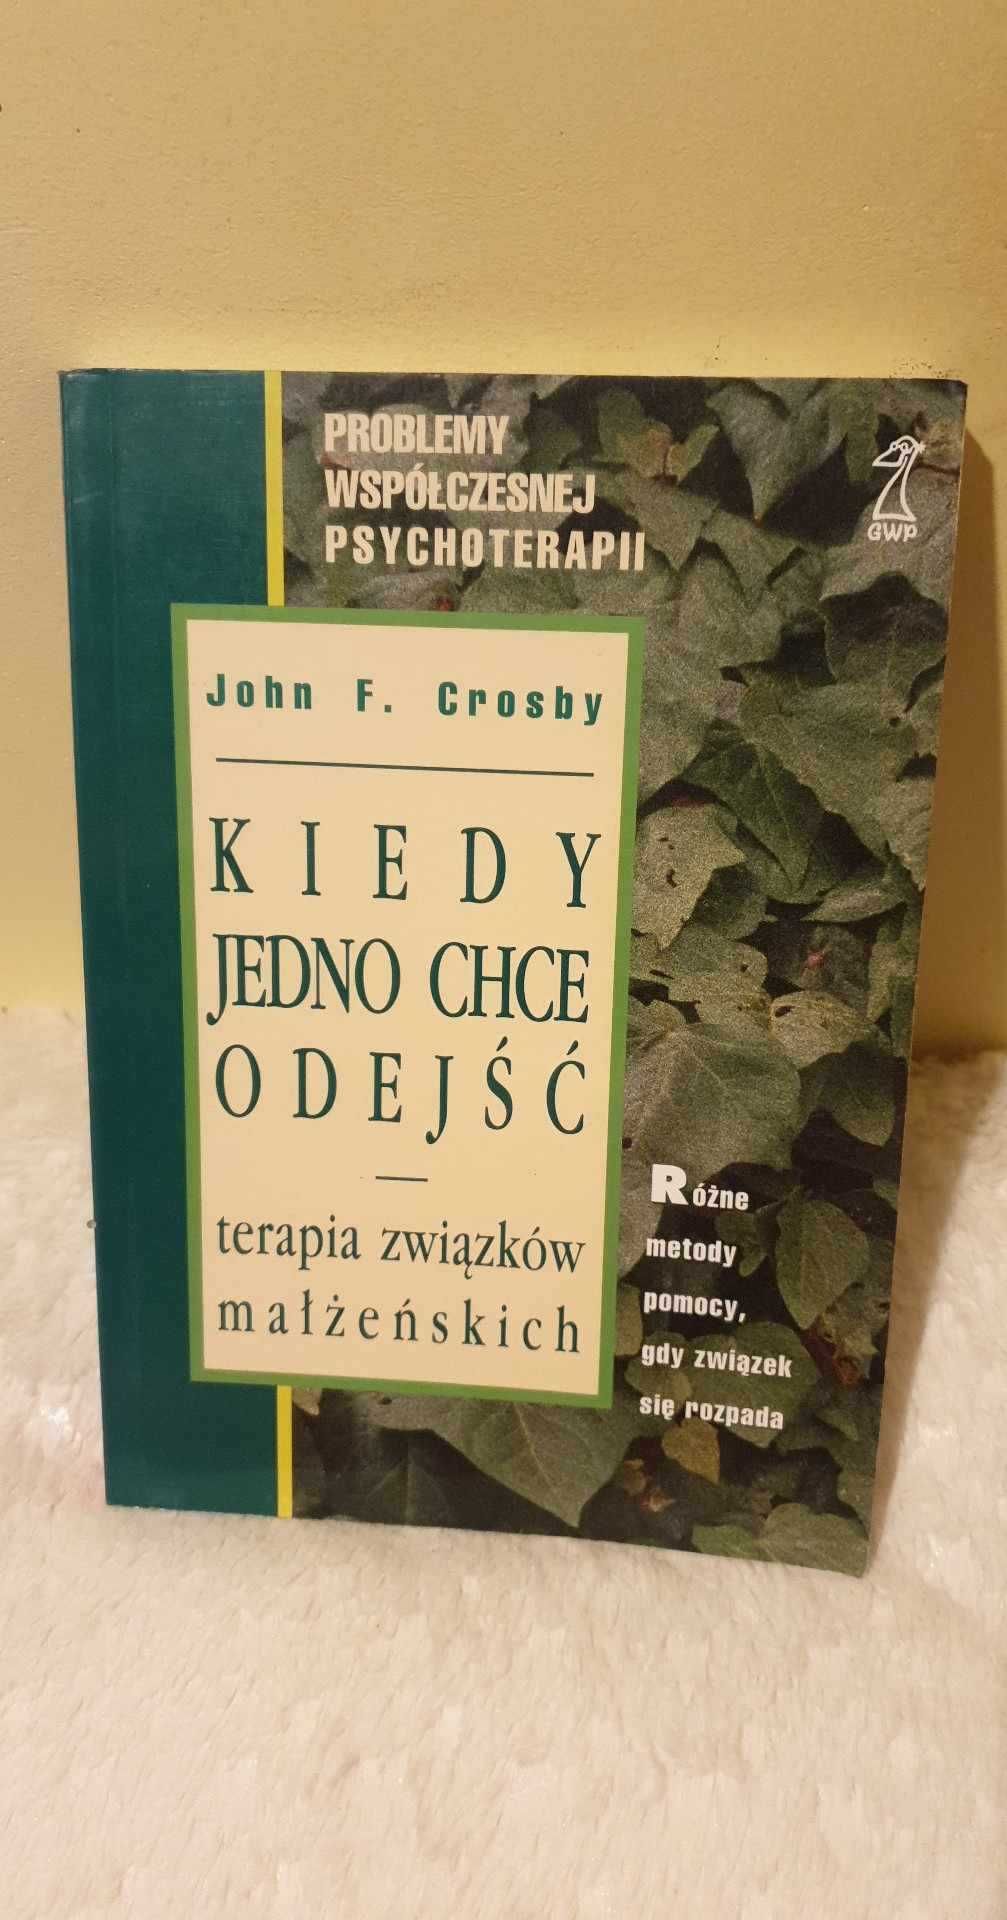 PROBLEMY
WSPÓŁCZESNEJ
PSYCHOTERAPII
GWP
John F. Crosby
KIEDY
JEDNO CHCE
ODEJŚĆ
—
terapia związków
małżeńskich
Różne
metody
pomocy,
gdy związek
się rozpada